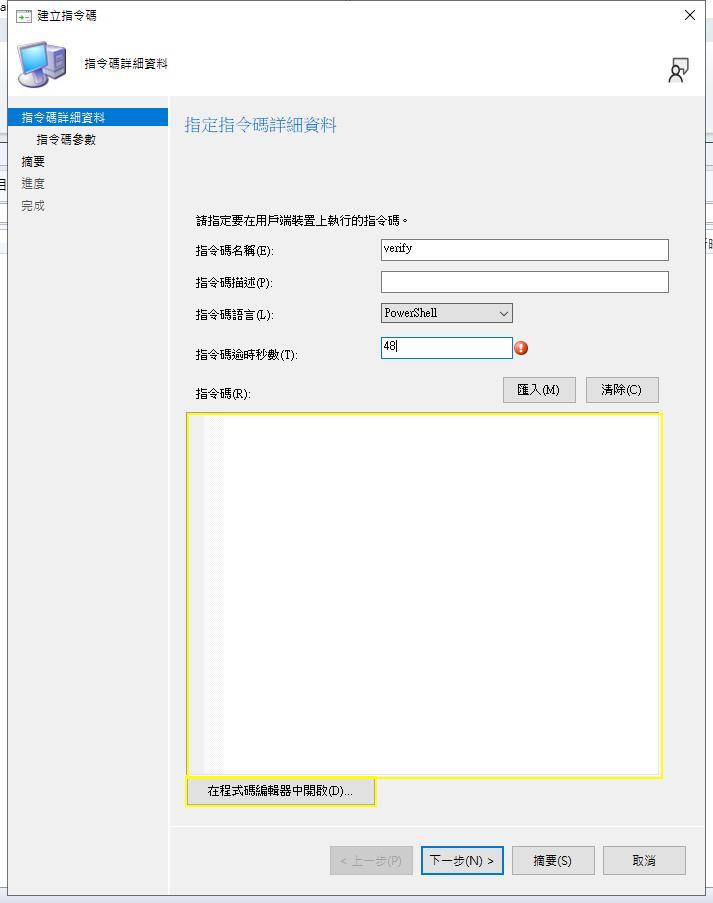 建立指令碼
指令碼詳細資料
指令碼詳細資料
指令碼參數
摘要
進度
完成
指定指令碼詳細資料
請指定要在用戶端裝置上執行的指令碼。
指令碼名稱(E):
verify
指令碼描述(P):
指令碼語言(L):
PowerShell
指令碼逾時秒數(T):
48
指令碼(R):
匯入(M)
清除(C)
在程式碼編輯器中開啟(D)...
< 上一步(P)
下一步(N) >
摘要(S)
取消